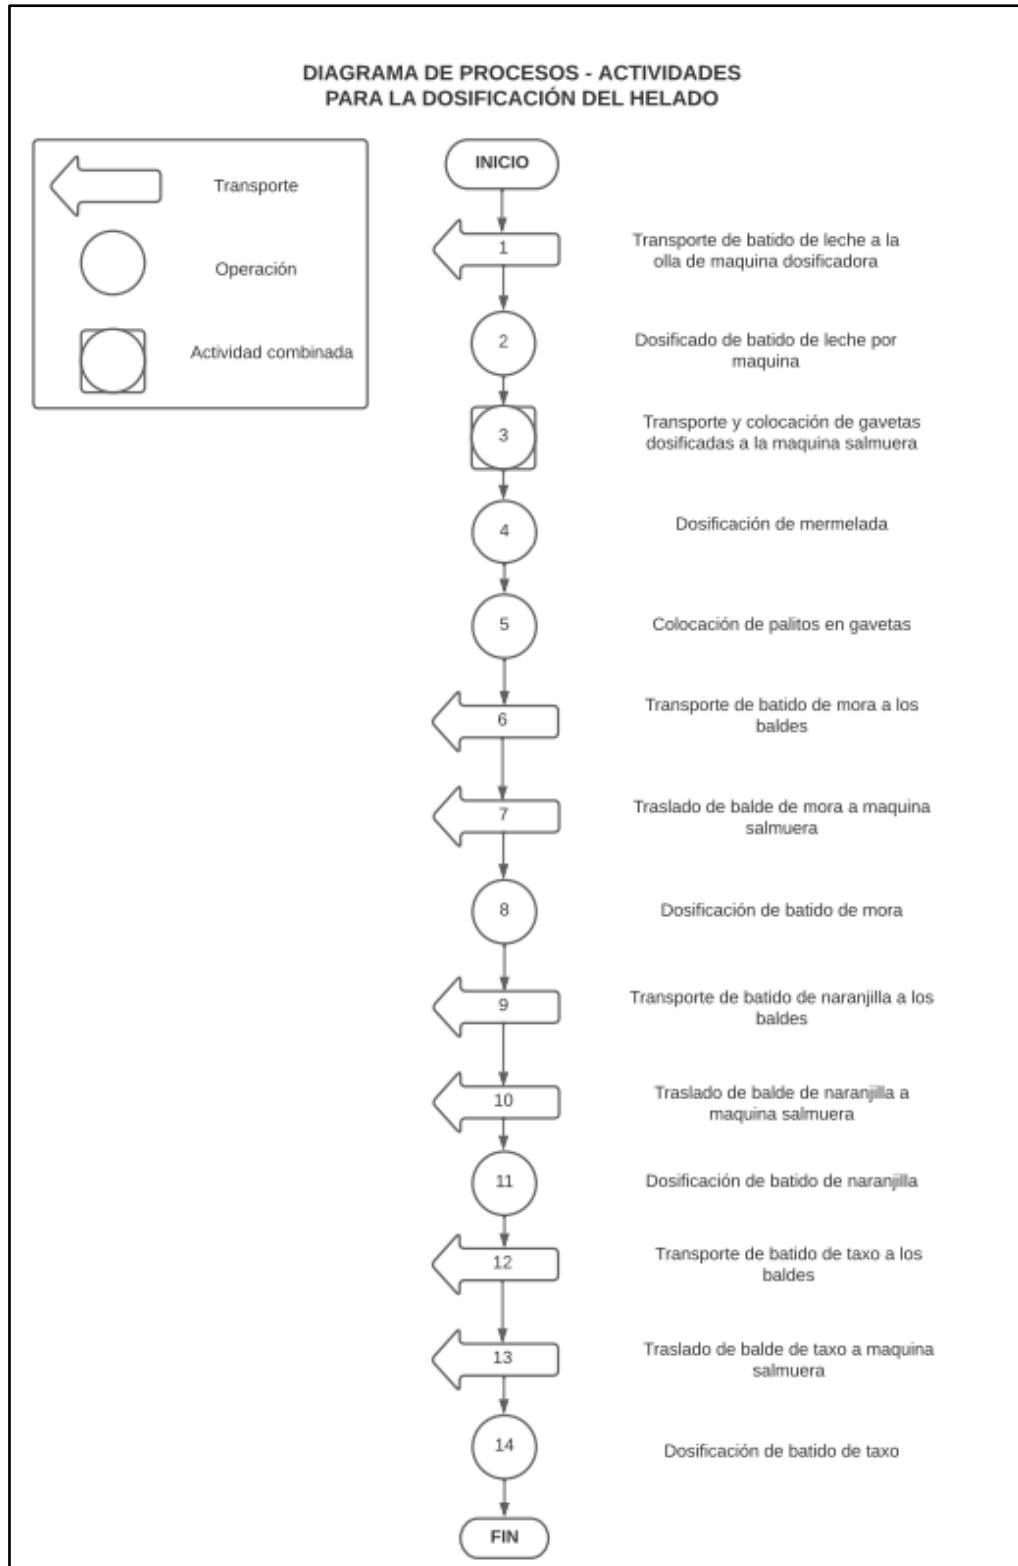 DIAGRAMA DE PROCESOS - ACTIVIDADES
PARA LA DOSIFICACIÓN DEL HELADO
Transporte
Operación
Actividad combinada
INICIO
1
Transporte de batido de leche a la
olla de maquina dosificadora
2
Dosificado de batido de leche por
maquina
3
Transporte y colocación de gavetas
dosificadas a la maquina salmuera
4
Dosificación de mermelada
5
Colocación de palitos en gavetas
6
Transporte de batido de mora a los
baldes
7
Traslado de balde de mora a maquina
salmuera
8
Dosificación de batido de mora
9
Transporte de batido de naranjilla a los
baldes
10
Traslado de balde de naranjilla a
maquina salmuera
11
Dosificación de batido de naranjilla
12
Transporte de batido de taxo a los
baldes
13
Traslado de balde de taxo a maquina
salmuera
14
Dosificación de batido de taxo
FIN